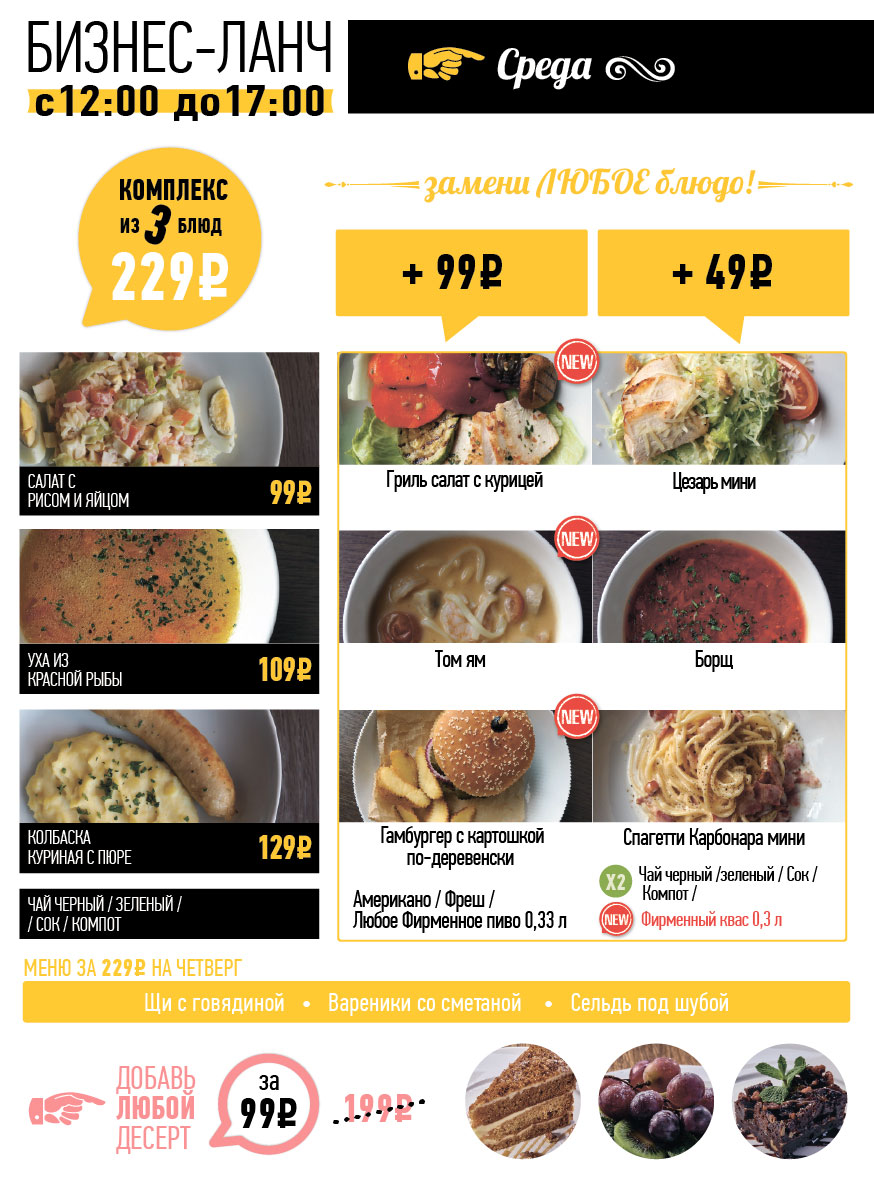 БИЗНЕС-ЛАНЧ
с 12:00 до 17:00
Среда
КОМПЛЕКС
ИЗ 3 БЛЮД
229₽
замени ЛЮБОЕ блюдо!
+ 99₽
+ 49₽
САЛАТ С
РИСОМ И ЯЙЦОМ
99₽
NEW
Гриль салат с курицей
Цезарь мини
УХА ИЗ
КРАСНОЙ РЫБЫ
109₽
NEW
Том ям
Борщ
КОЛБАСКА
КУРИНАЯ С ПЮРЕ
129₽
NEW
Гамбургер с картошкой
по-деревенски
Спагетти Карбонара мини
ЧАЙ ЧЕРНЫЙ / ЗЕЛЕНЫЙ /
/ СОК / КОМПОТ
Американо / Фреш /
Любое Фирменное пиво 0,33 л
X2
Чай черный /зеленый / Сок /
Компот /
NEW
Фирменный квас 0,3 л
МЕНЮ ЗА 229₽ НА ЧЕТВЕРГ
Щи с говядиной • Вареники со сметаной • Сельдь под шубой
ДОБАВЬ
ЛЮБОЙ
ДЕСЕРТ
за
99₽
199₽